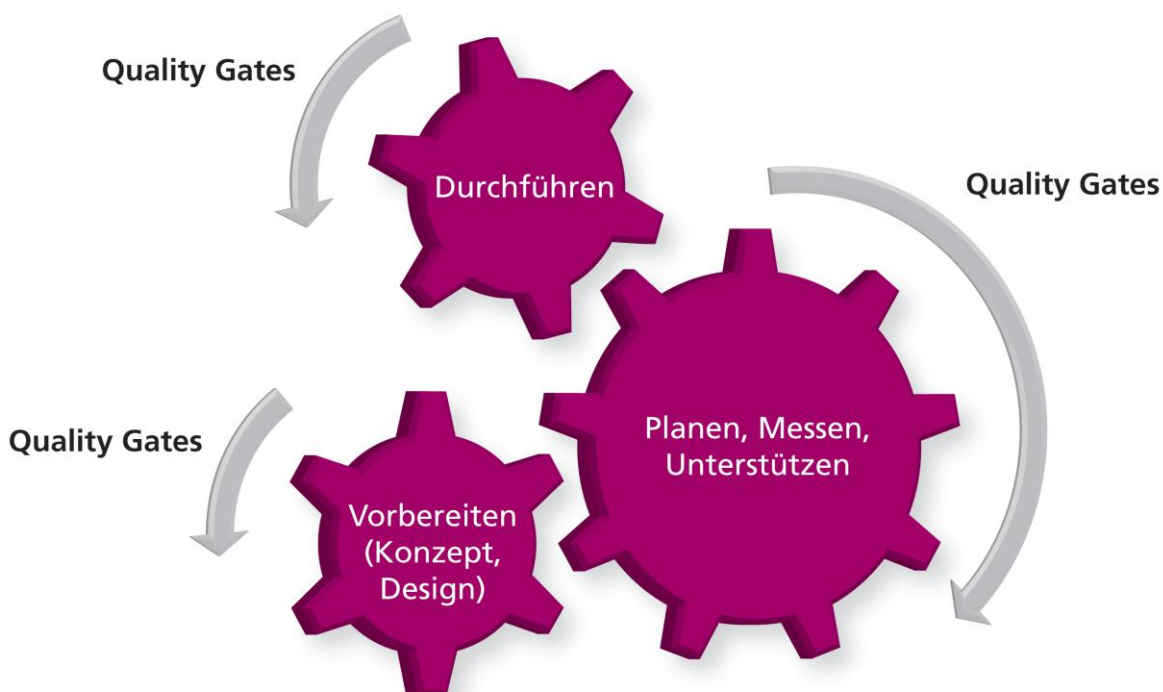 Quality Gates
Durchführen
Quality Gates
Planen, Messen,
Unterstützen
Quality Gates
Vorbereiten
(Konzept,
Design)